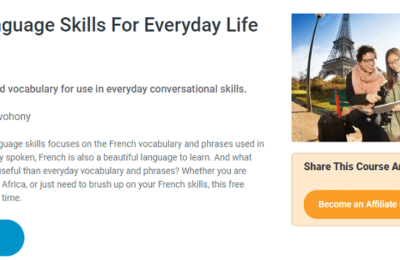 nguage Skills For Everyday Life
d vocabulary for use in everyday conversational skills.
vohony
guage skills focuses on the French vocabulary and phrases used in
y spoken, French is also a beautiful language to learn. And what
useful than everyday vocabulary and phrases? Whether you are
Africa, or just need to brush up on your French skills, this free
time.
Share This Course An
Become an Affiliate